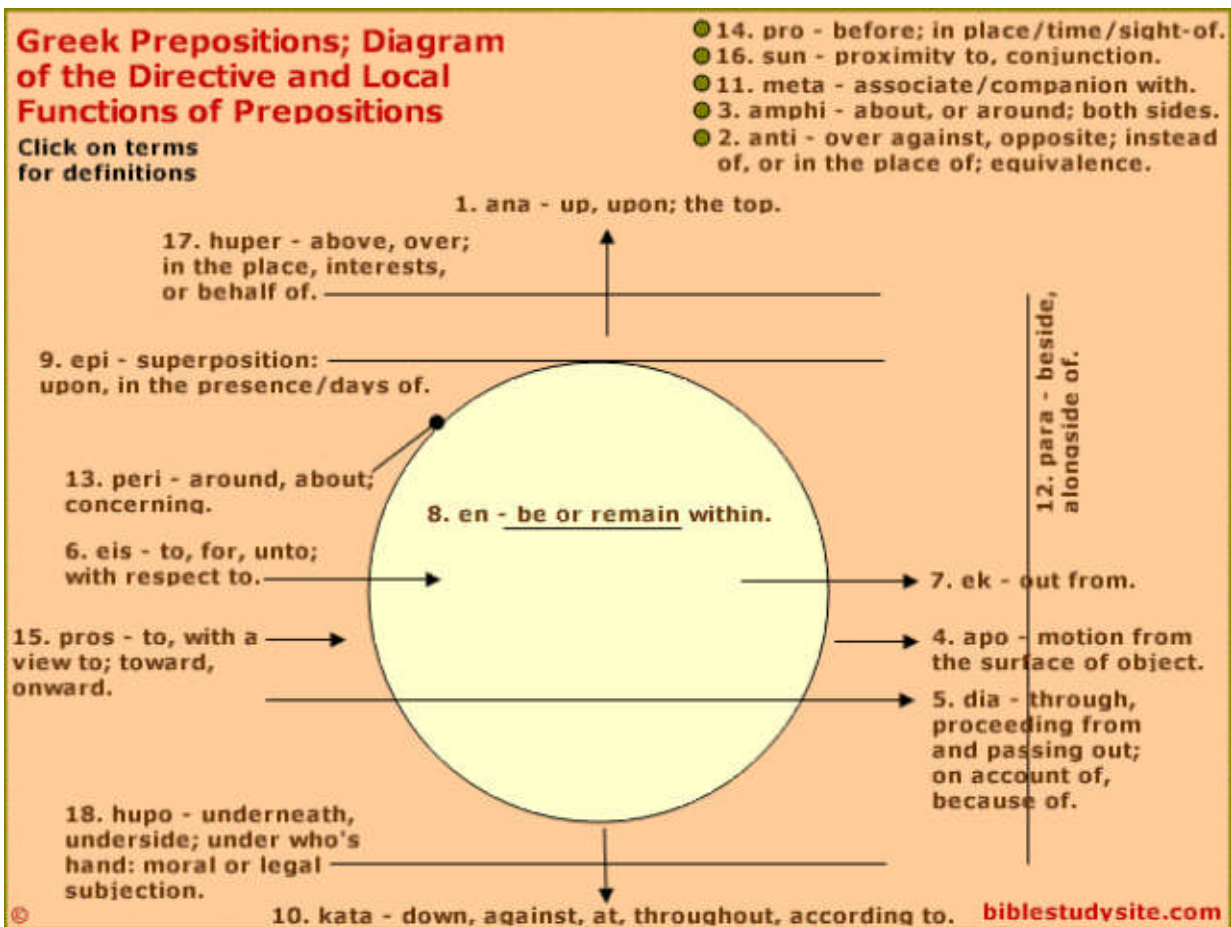 Greek Prepositions; Diagram
of the Directive and Local
Functions of Prepositions
Click on terms
for definitions
14. pro - before; in place/time/sight-of.
16. sun - proximity to, conjunction.
11. meta - associate/companion with.
3. amphi - about, or around; both sides.
2. anti - over against, opposite; instead
of, or in the place of; equivalence.
1. ana - up, upon; the top.
17. huper - above, over;
in the place, interests,
or behalf of.
9. epi - superposition:
upon, in the presence/days of.
12. para - beside,
alongside of.
13. peri - around, about;
concerning.
8. en - be or remain within.
6. eis - to, for, unto;
with respect to.
7. ek - out from.
15. pros - to, with a
view to; toward,
onward.
4. apo - motion from
the surface of object.
5. dia - through,
proceeding from
and passing out;
on account of,
because of.
18. hupo - underneath,
underside; under who's
hand: moral or legal
subjection.
10. kata - down, against, at, throughout, according to.
©
biblestudysite.com